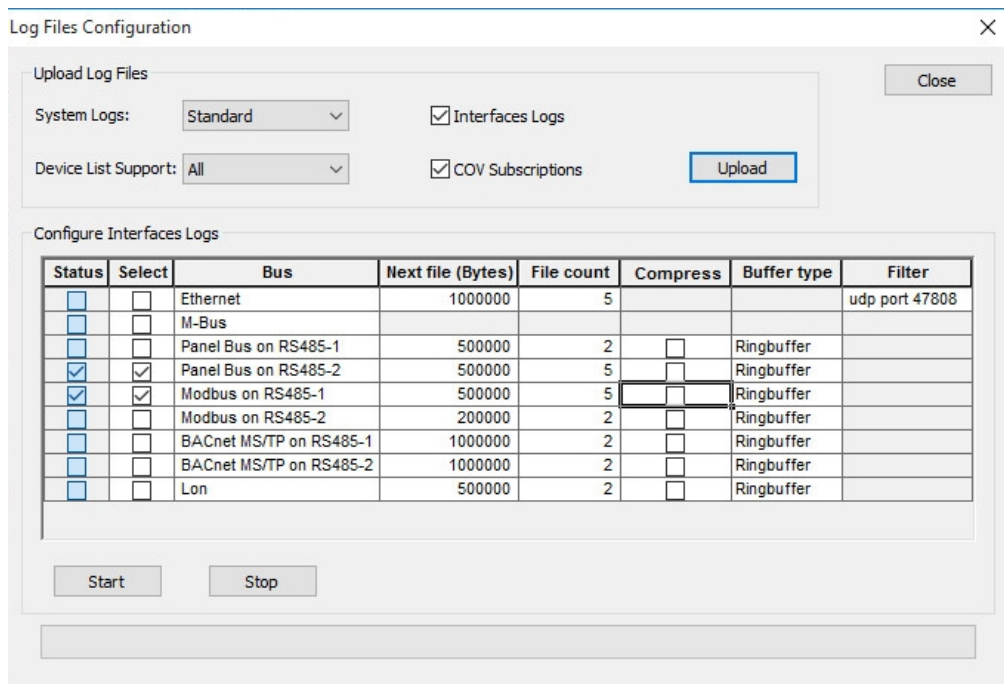 Log Files Configuration
Upload Log Files
Close
System Logs: Standard Interfaces Logs
Device List Support: All COV Subscriptions Upload
Configure Interfaces Logs
Status Select Bus Next file (Bytes) File count Compress Buffer type Filter
Ethernet 1000000 5 udp port 47808
M-Bus
Panel Bus on RS485-1 500000 2 Ringbuffer
Panel Bus on RS485-2 500000 5 Ringbuffer
Modbus on RS485-1 500000 5 Ringbuffer
Modbus on RS485-2 200000 2 Ringbuffer
BACnet MS/TP on RS485-1 1000000 2 Ringbuffer
BACnet MS/TP on RS485-2 1000000 2 Ringbuffer
Lon 500000 2 Ringbuffer
Start Stop